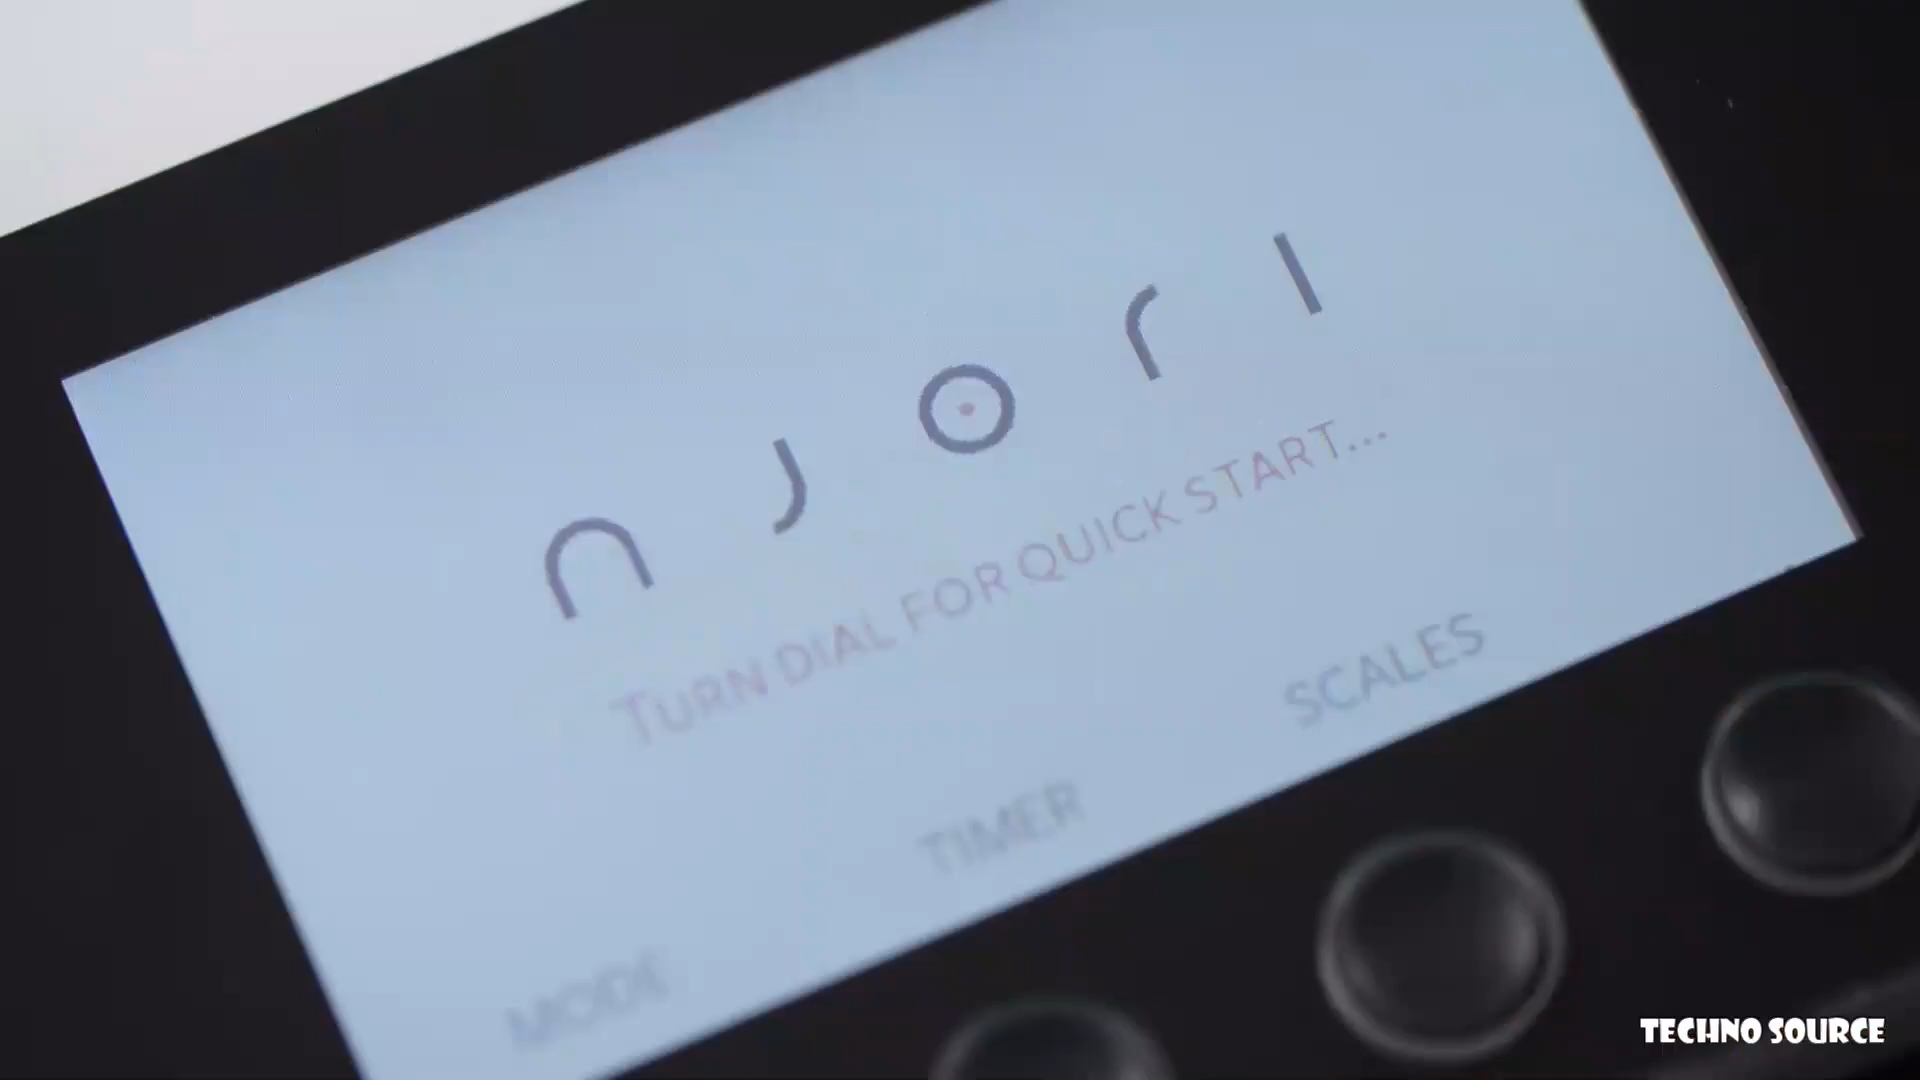 njori
TURN DIAL FOR QUICK START...
MODE TIMER SCALES
TECHNO SOURCE